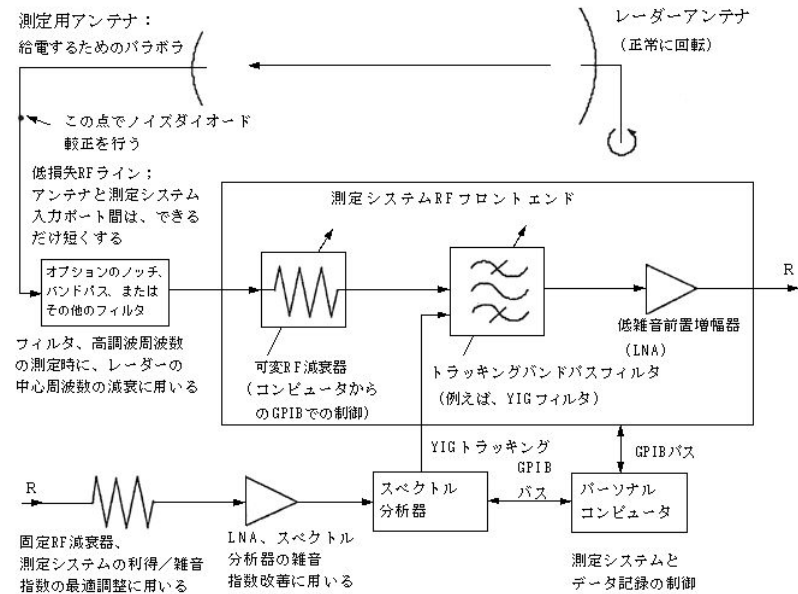 測定用アンテナ：
給電するためのパラボラ
レーダーアンテナ
（正常に回転）
この点でノイズダイオード
較正を行う
低損失RFライン；
アンテナと測定システム
入力ポート間は、できる
だけ短くする
測定システムRFフロントエンド
オプションのノッチ、
バンドパス、または
その他のフィルタ
R
フィルタ、高調波周波数
の測定時に、レーダーの
中心周波数の減衰に用いる
可変RF減衰器
（コンピュータから
のGPIBでの制御）
トラッキングバンドパスフィルタ
（例えば、YIGフィルタ）
低雑音前置増幅器
（LNA）
YIGトラッキング
GPIB
バス
GPIBバス
R
スペクトル
分析器
パーソナル
コンピュータ
固定RF減衰器、
測定システムの利得／雑音
指数の最適調整に用いる
LNA、スペクトル
分析器の雑音
指数改善に用いる
測定システムと
データ記録の制御